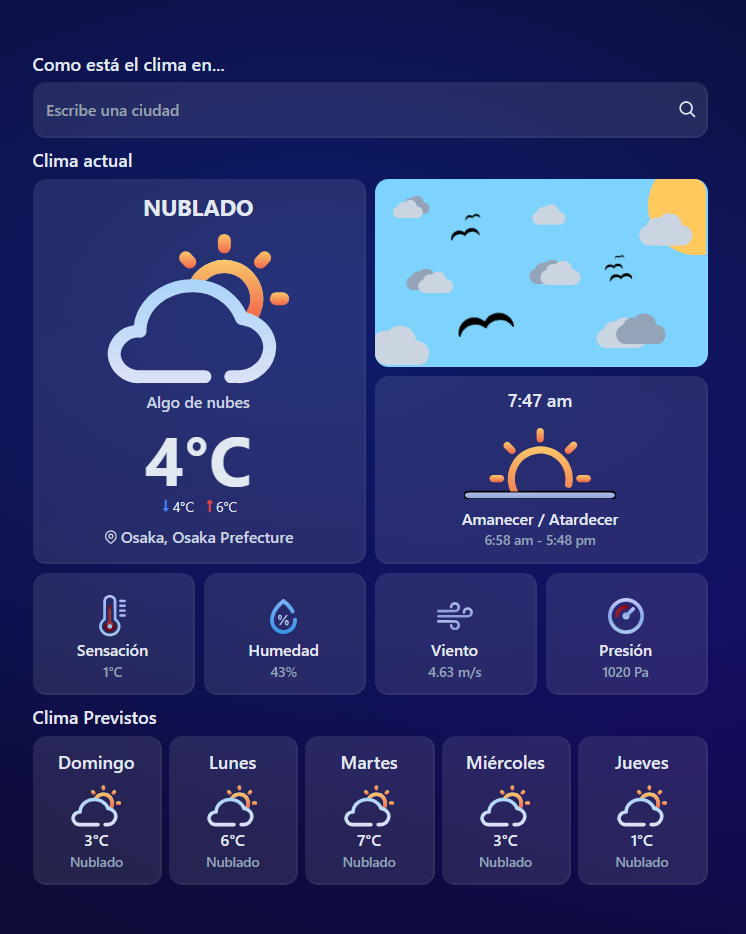 Como está el clima en...
Escribe una ciudad
Clima actual
NUBLADO
Algo de nubes
4°C
4°C 6°C
Osaka, Osaka Prefecture
7:47 am
Amanecer / Atardecer
6:58 am - 5:48 pm
Sensación
1°C
%
Humedad
43%
Viento
4.63 m/s
Presión
1020 Pa
Clima Previstos
Domingo
3°C
Nublado
Lunes
6°C
Nublado
Martes
7°C
Nublado
Miércoles
3°C
Nublado
Jueves
1°C
Nublado